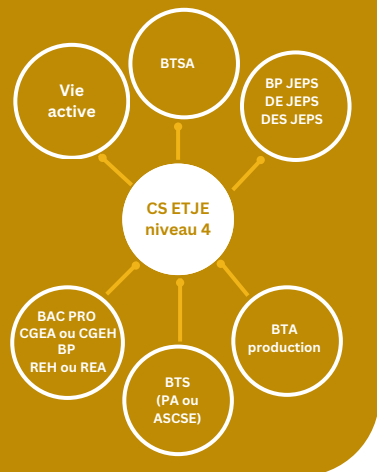 BTSA
Vie
active
BP JEPS
DE JEPS
DES JEPS
CS ETJE
niveau 4
BAC PRO
CGEA ou CGEH
BP
REH ou REA
BTA
production
BTS
(PA ou
ASCSE)